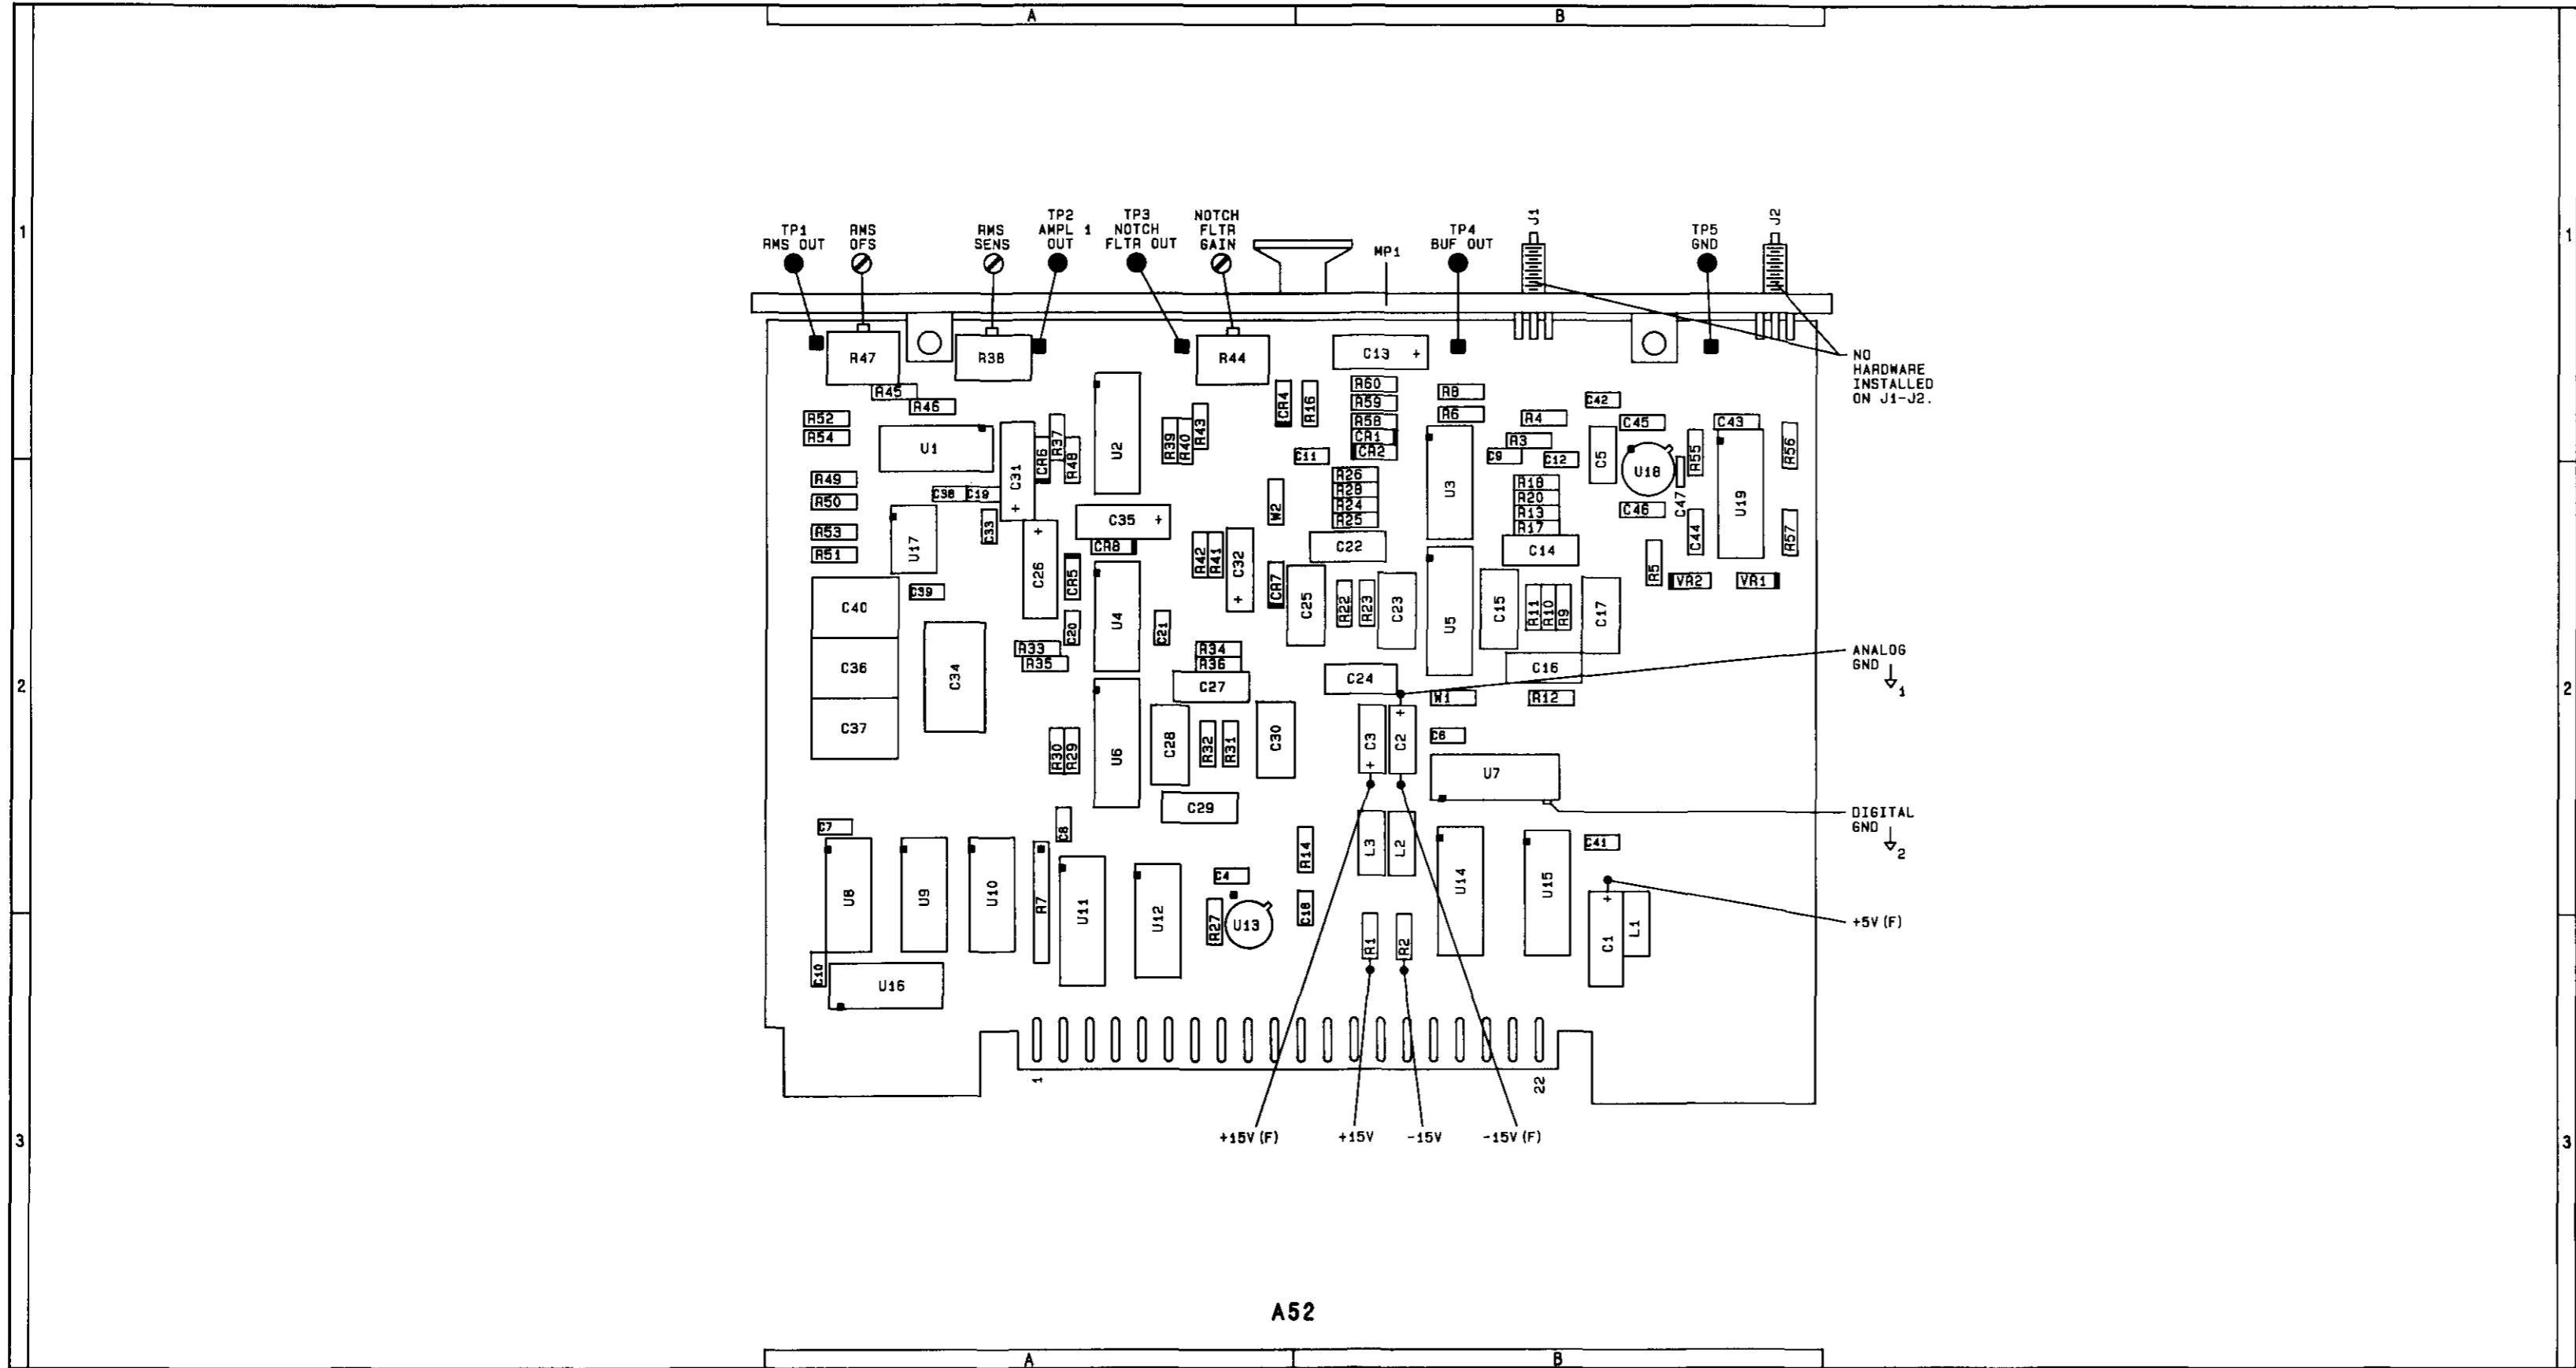 A
B
1
1
TP1
RMS OUT
RMS
OFS
RMS
SENS
TP2
AMPL 1
OUT
TP3
NOTCH
FLTR OUT
NOTCH
FLTR
GAIN
MP1
TP4
BUF OUT
J1
TP5
GND
J2
R47
R38
R44
C13 +
NO
HARDWARE
INSTALLED
ON J1-J2.
R45
R46
R52
R54
U1
C31 +
CR6
R37
R48
U2
R39
R40
R43
CR4
R16
R60
R59
R58
CR1
CR2
C11
R8
R6
R4
R3
C9
C12
C42
C45
C5
U18
C47
C46
R55
C43
U19
R56
R49
R50
R53
R51
C38
C19
C33
U17
C35 +
CR8
C26 +
CR5
W2
R26
R28
R24
R25
U3
R18
R20
R13
R17
C14
C44
R57
R5
VR2
VR1
R42
R41
C32 +
CR7
C22
C25
R22
R23
C23
U5
C15
R11
R10
R9
C17
C40
C39
C36
C34
C37
C20
U4
C21
R33
R35
R34
R36
C27
C24
C16
W1
R12
ANALOG
GND
1
2
2
U6
R30
R29
C28
R32
R31
C30
C29
C3 +
C2 +
C6
U7
DIGITAL
GND
2
C7
C8
U8
U9
U10
R7
U11
U12
C4
R27
U13
R14
C18
L3
L2
U14
U15
C41
C1 +
L1
+5V(F)
R1
R2
C10
U16
1
22
+15V(F)
+15V
-15V
-15V(F)
3
3
A52
A
B